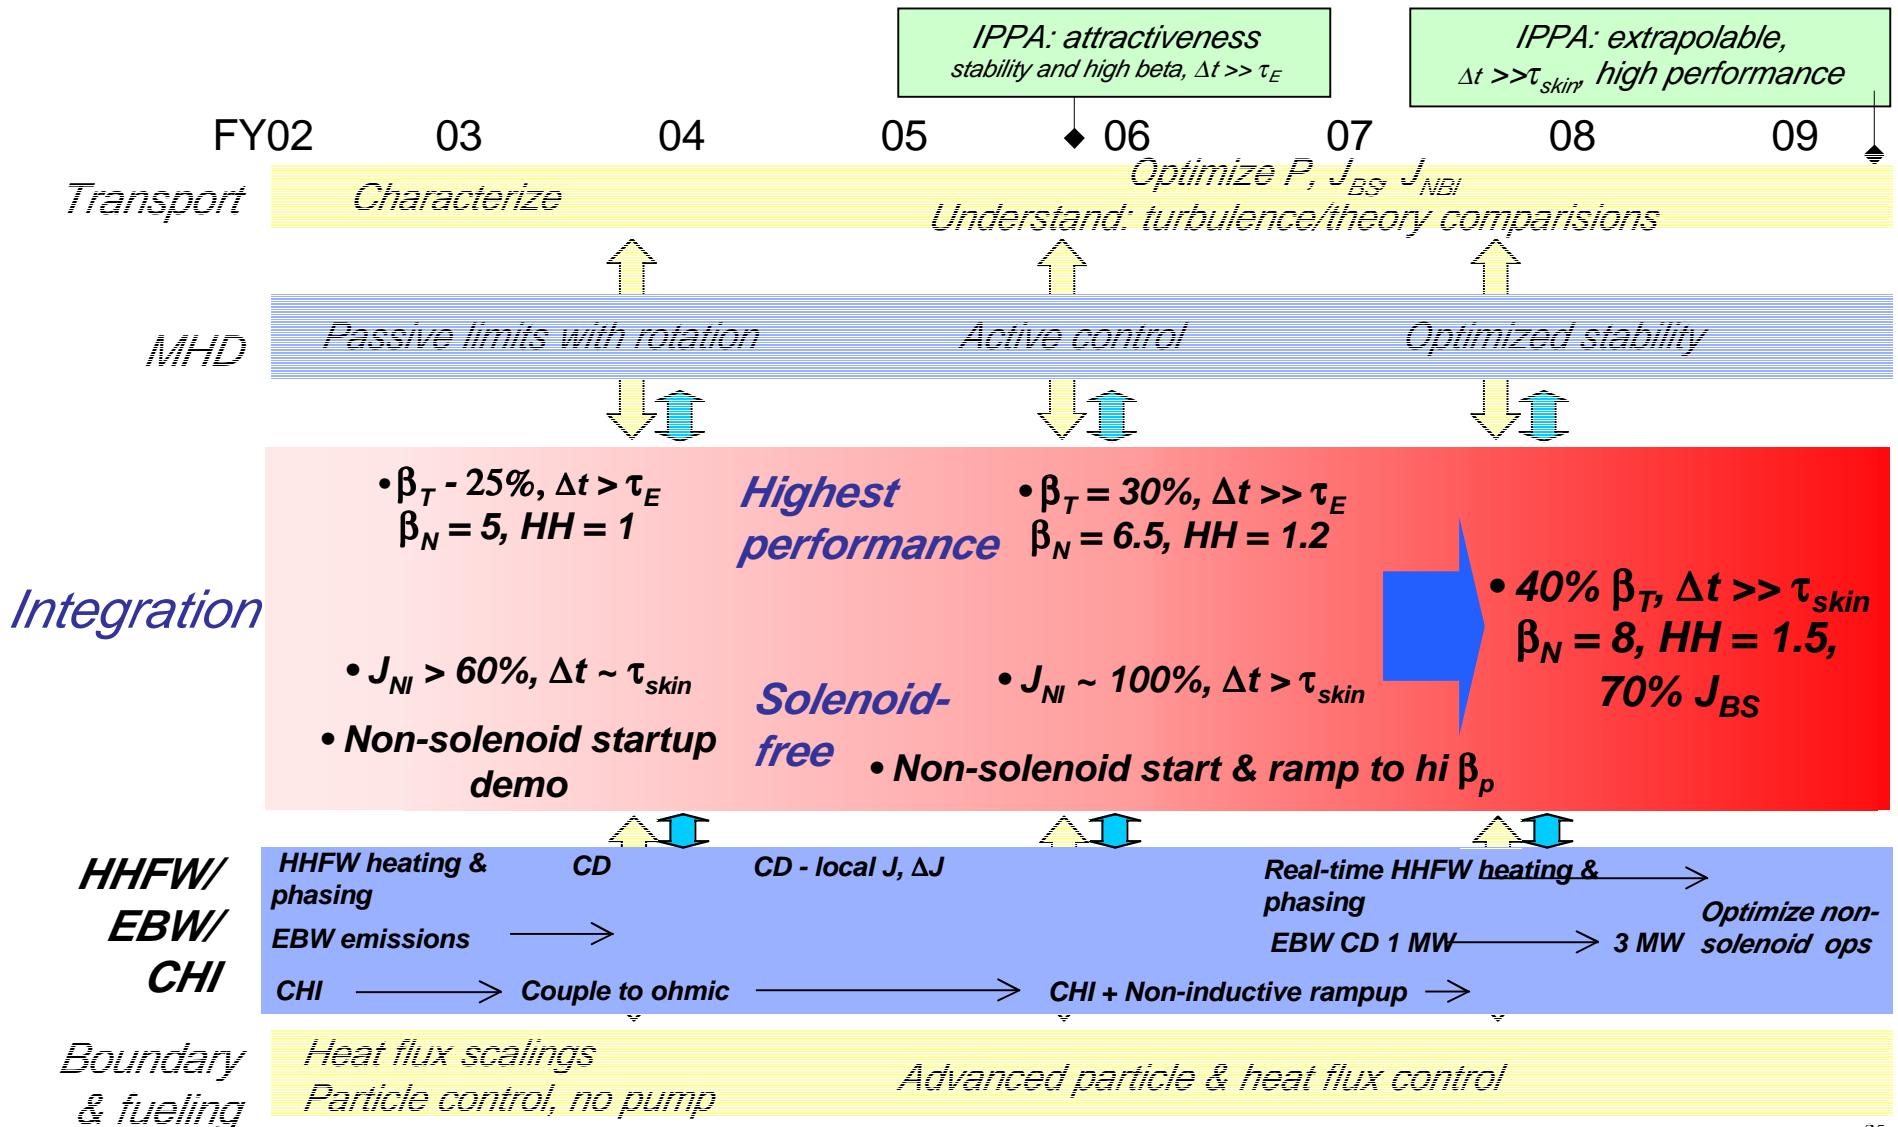 IPPA: attractiveness
stability and high beta, Δt >> τE
IPPA: extrapolable,
Δt >>τskin, high performance
FY02 03 04 05 06 07 08 09
Transport
Characterize
Optimize P, JBS, JNBI
Understand: turbulence/theory comparisions
MHD
Passive limits with rotation
Active control
Optimized stability
Integration
• βT - 25%, Δt > τE
βN = 5, HH = 1
Highest
performance
• βT = 30%, Δt >> τE
βN = 6.5, HH = 1.2
• 40% βT, Δt >> τskin
βN = 8, HH = 1.5,
70% JBS
• JNI > 60%, Δt ~ τskin
• Non-solenoid startup
demo
Solenoid-
free
• JNI ~ 100%, Δt > τskin
• Non-solenoid start & ramp to hi βp
HHFW/
EBW/
CHI
HHFW heating &
phasing
CD
CD - local J, ΔJ
Real-time HHFW heating &
phasing
EBW emissions
EBW CD 1 MW
3 MW
Optimize non-
solenoid ops
CHI
Couple to ohmic
CHI + Non-inductive rampup
Boundary
& fueling
Heat flux scalings
Particle control, no pump
Advanced particle & heat flux control